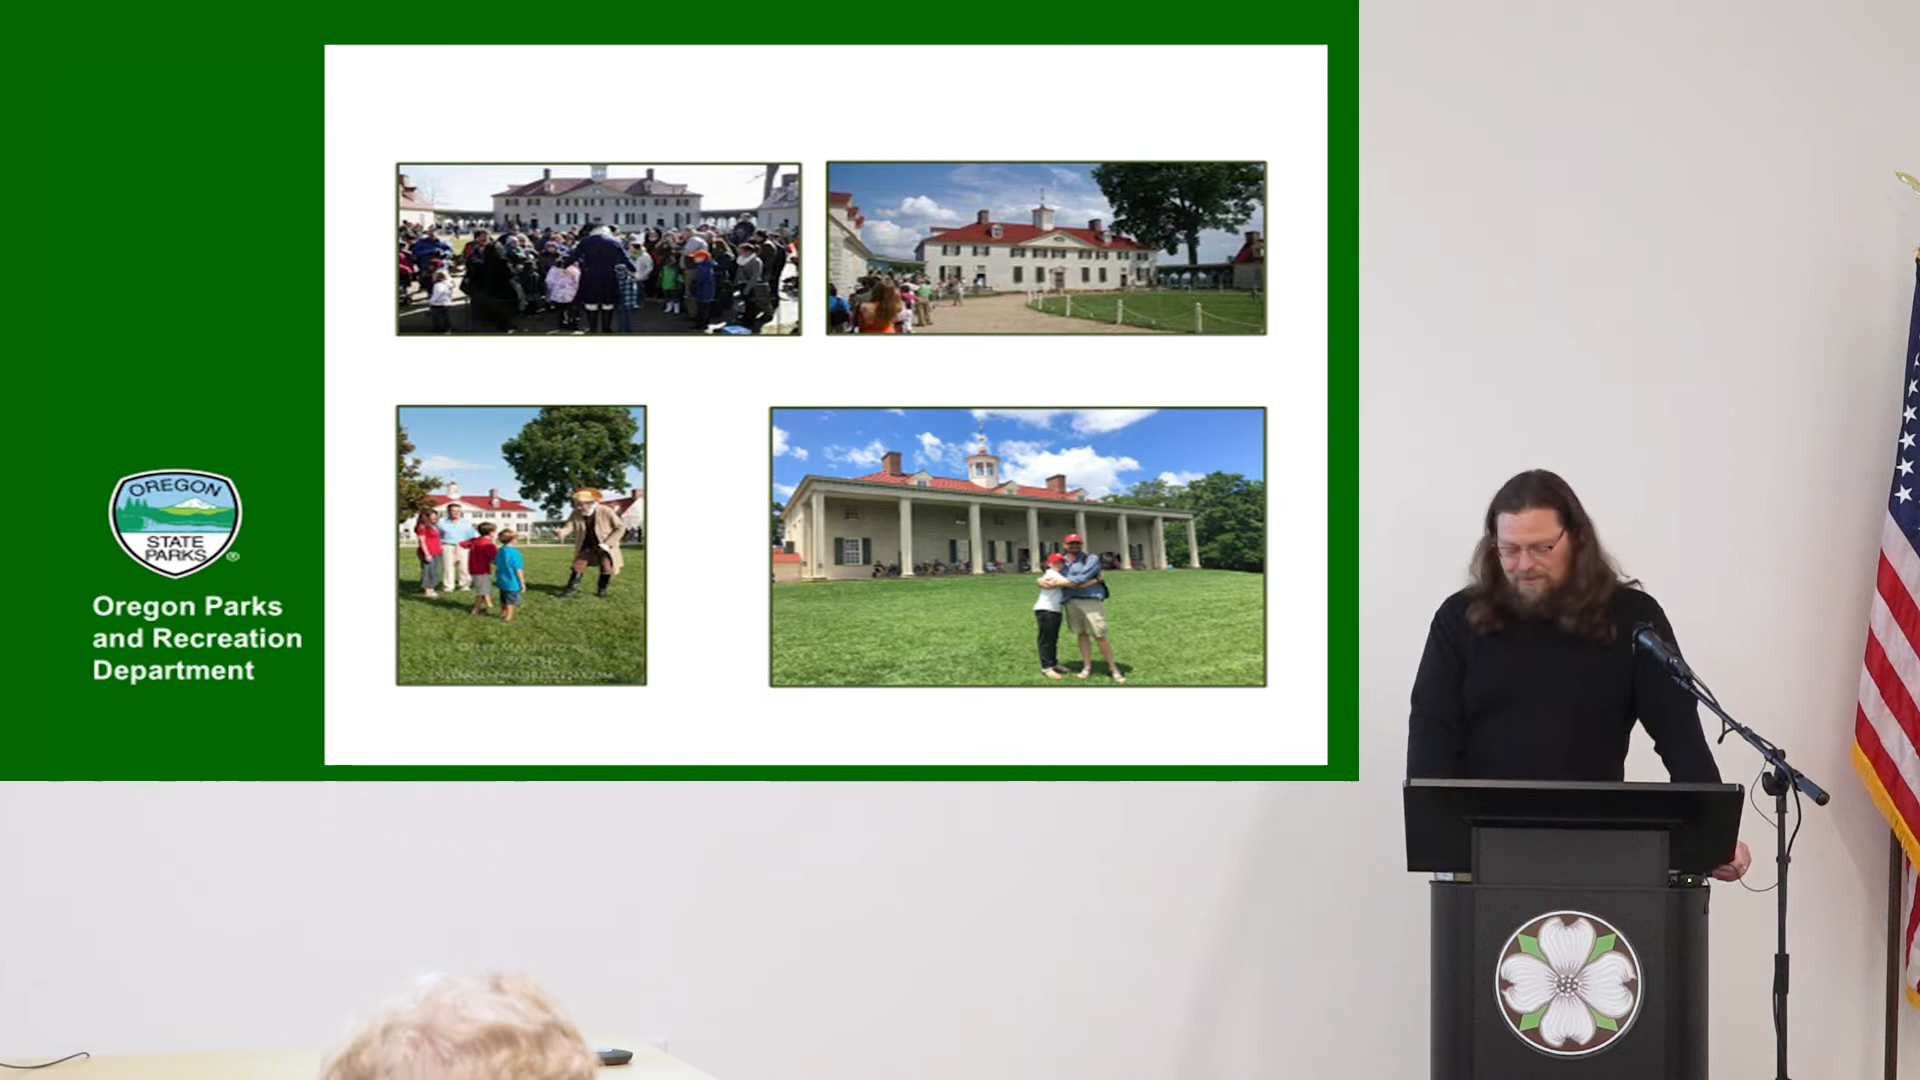 OREGON
STATE
PARKS
®
Oregon Parks
and Recreation
Department